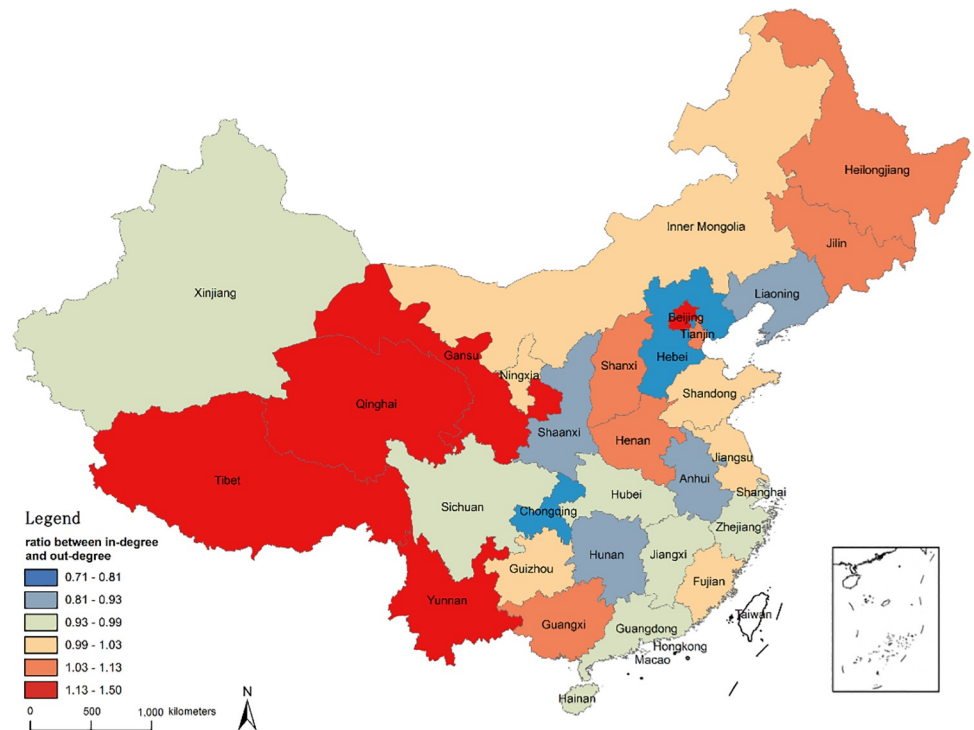 Heilongjiang
Inner Mongolia
Jilin
Xinjiang
Liaoning
Beijing
Tianjin
Gansu
Hebei
Shanxi
Ningxia
Shandong
Qinghai
Shaanxi
Henan
Jiangsu
Tibet
Anhui
Shanghai
Hubei
Sichuan
Chongqing
Zhejiang
Hunan
Jiangxi
Guizhou
Fujian
Yunnan
Taiwan
Guangxi
Guangdong
Hongkong
Macao
Hainan
Legend
ratio between in-degree
and out-degree
0.71 - 0.81
0.81 - 0.93
0.93 - 0.99
0.99 - 1.03
1.03 - 1.13
1.13 - 1.50
N
0 500 1,000 kilometers